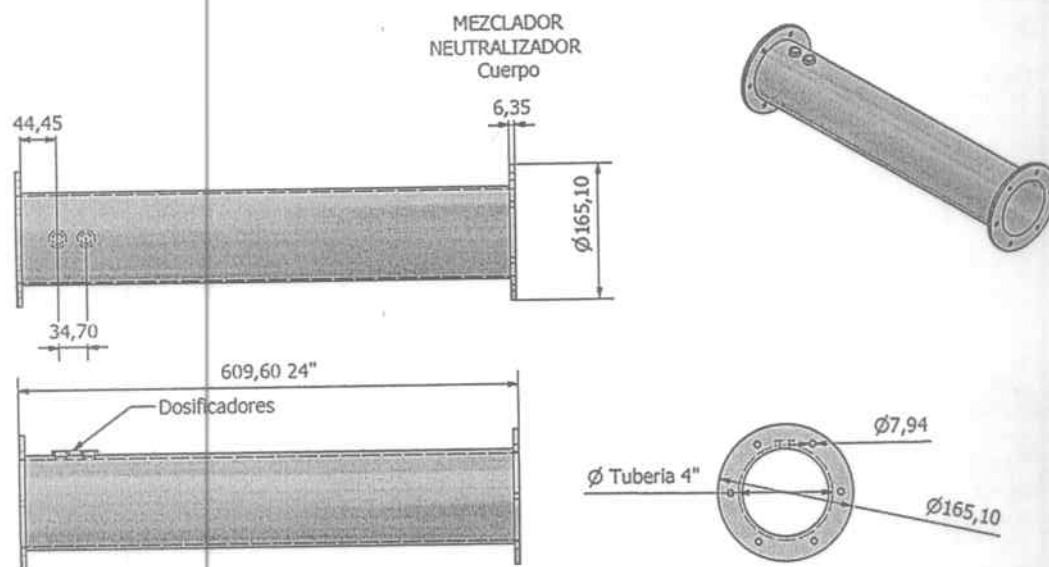 MEZCLADOR
NEUTRALIZADOR
Cuerpo
44,45
6,35
Ø165,10
34,70
609,60 24"
Dosificadores
Ø7,94
Ø Tuberia 4"
Ø165,10